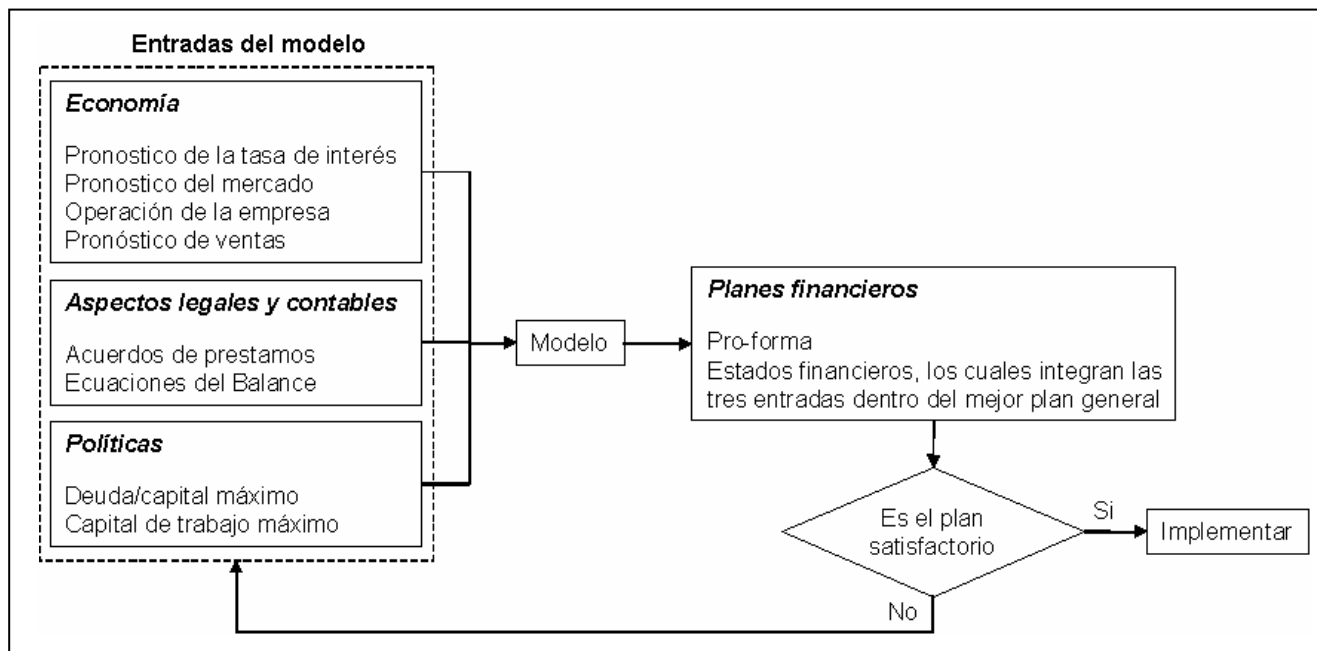 Entradas del modelo
Economía
Pronostico de la tasa de interés
Pronostico del mercado
Operación de la empresa
Pronóstico de ventas
Aspectos legales y contables
Acuerdos de prestamos
Ecuaciones del Balance
Políticas
Deuda/capital máximo
Capital de trabajo máximo
Modelo
Planes financieros
Pro-forma
Estados financieros, los cuales integran las
tres entradas dentro del mejor plan general
Es el plan
satisfactorio
Si
Implementar
No